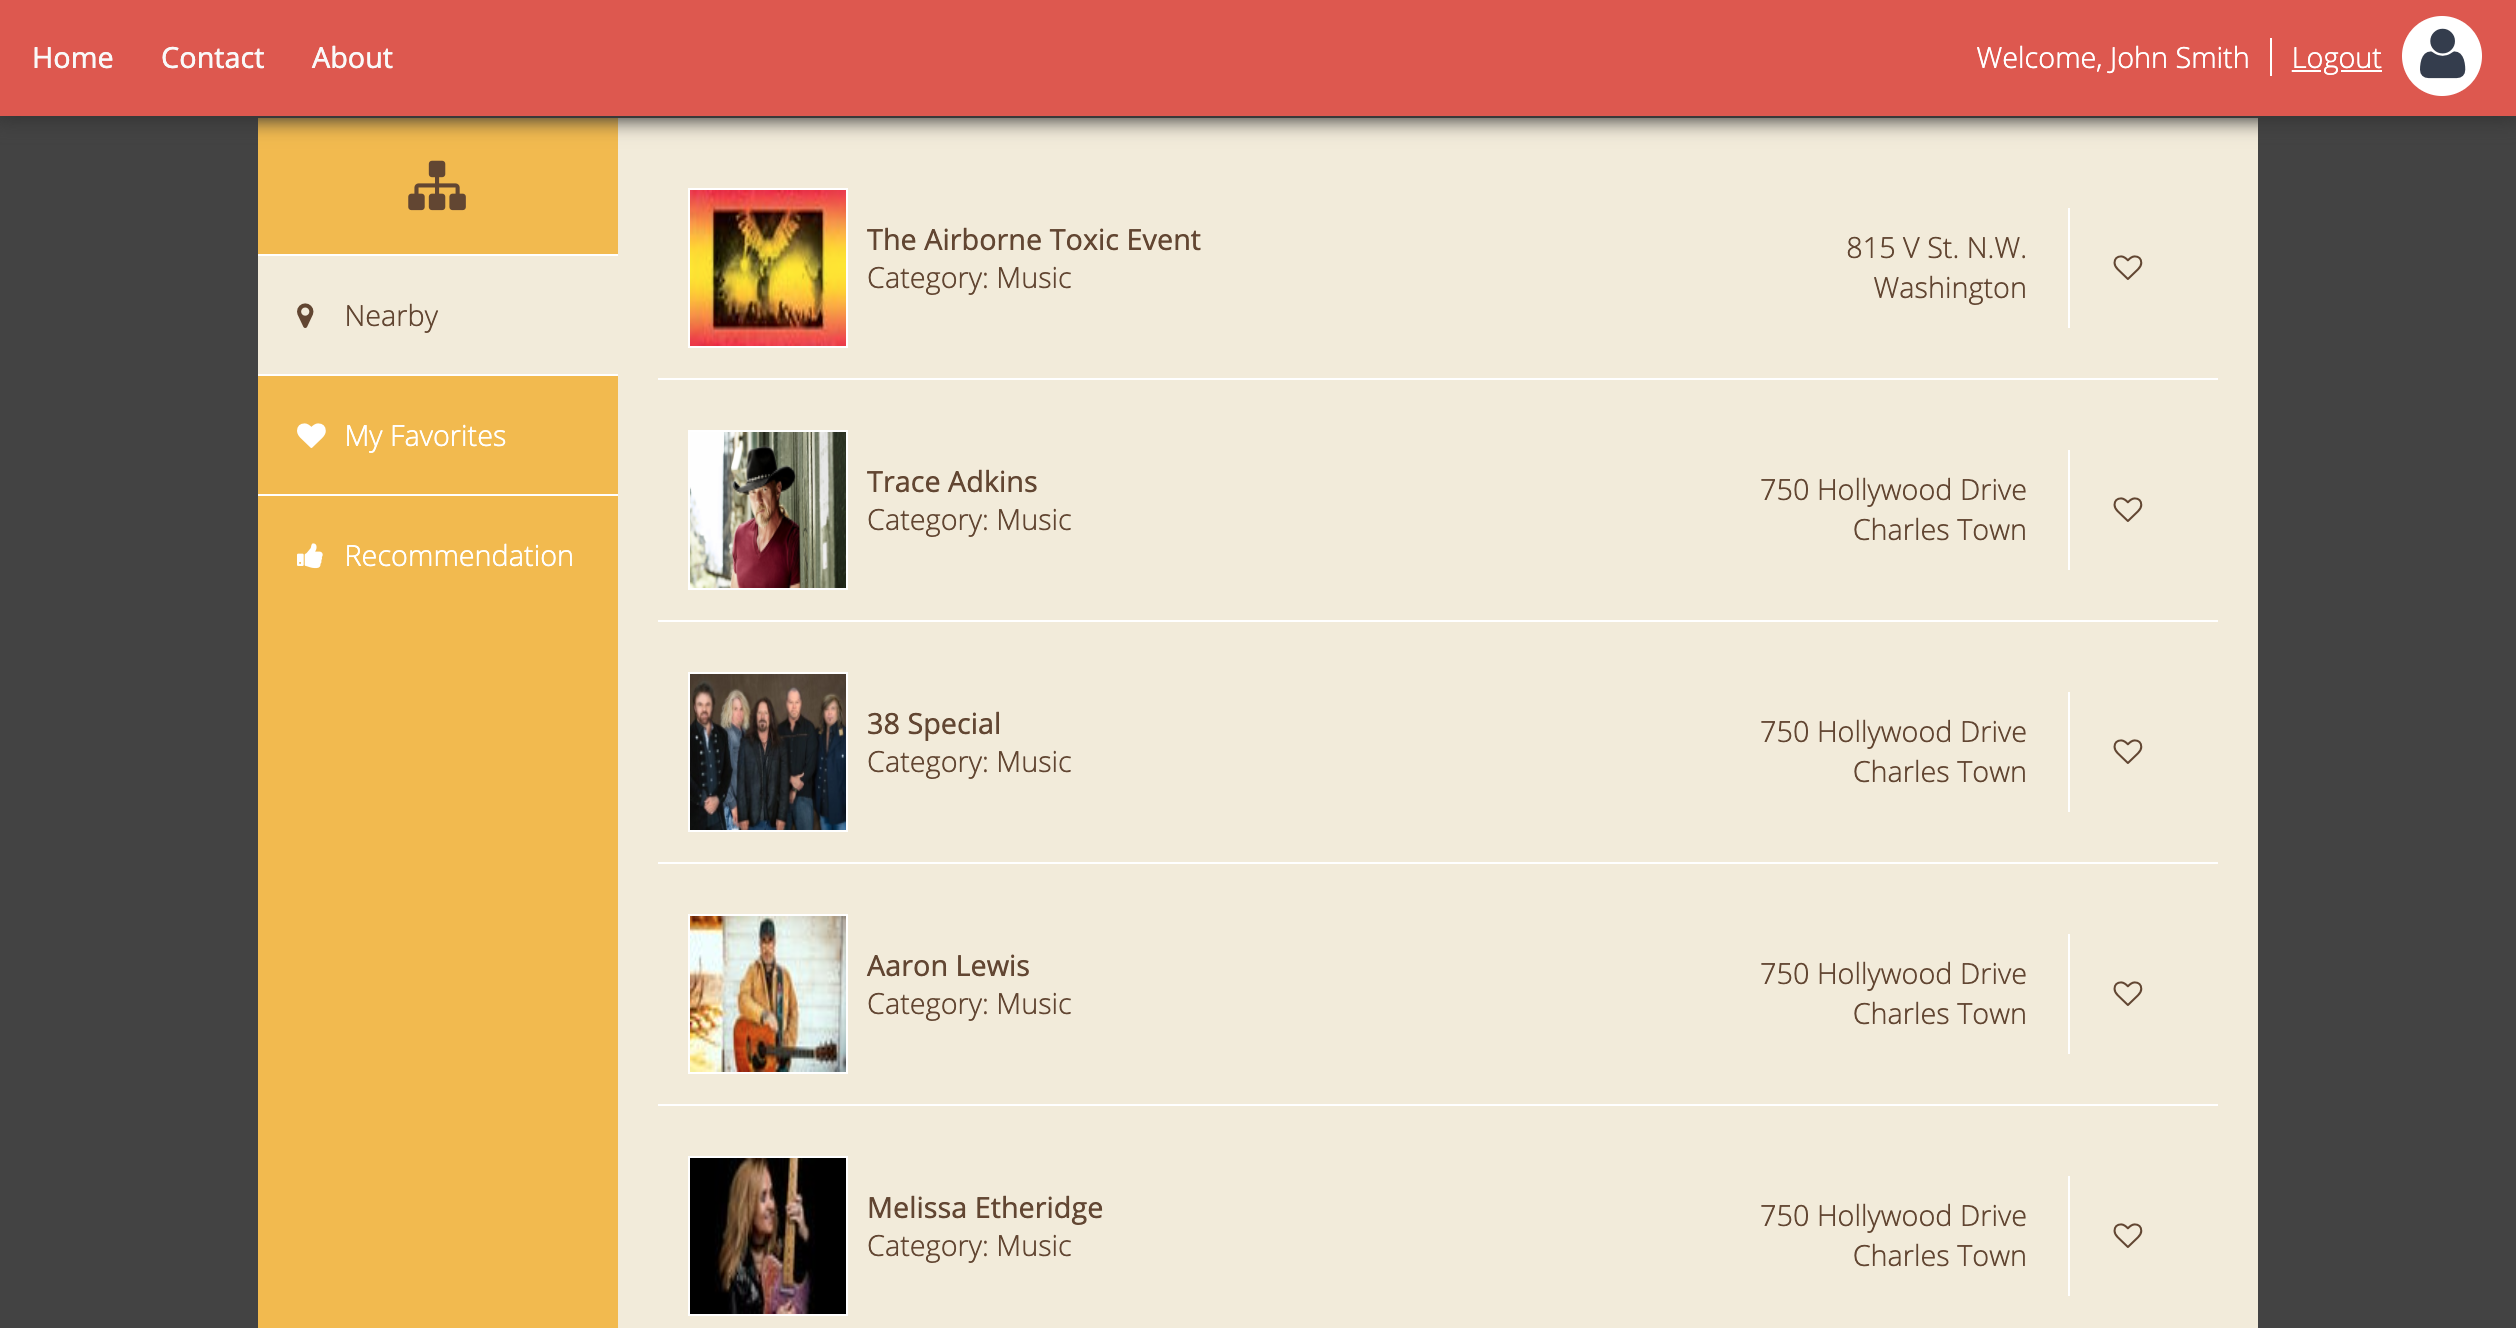 Home Contact About
Welcome, John Smith Logout
Nearby
My Favorites
Recommendation
The Airborne Toxic Event
Category: Music
815 V St. N.W.
Washington
Trace Adkins
Category: Music
750 Hollywood Drive
Charles Town
38 Special
Category: Music
750 Hollywood Drive
Charles Town
Aaron Lewis
Category: Music
750 Hollywood Drive
Charles Town
Melissa Etheridge
Category: Music
750 Hollywood Drive
Charles Town